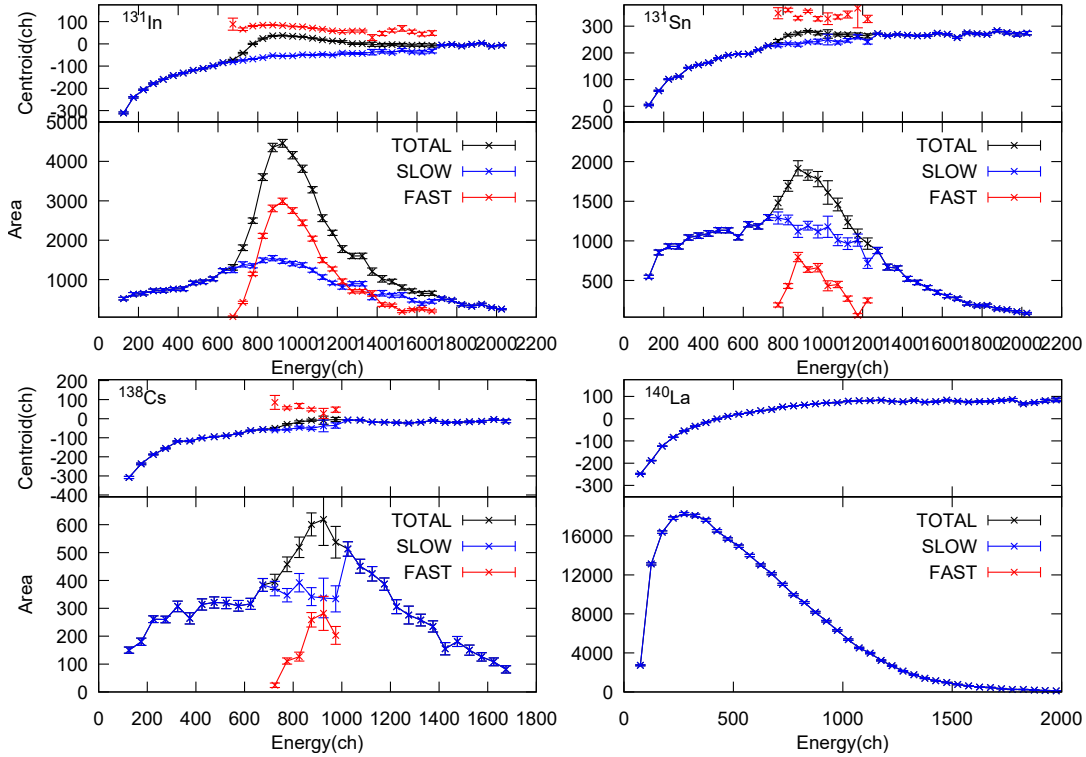 ¹³¹In
Centroid(ch)
100
0
-100
-200
-300
Area
5000
4000
3000
2000
1000
TOTAL
SLOW
FAST
0 200 400 600 800 1000 1200 1400 1600 1800 2000 2200
Energy(ch)
¹³¹Sn
300
200
100
0
2500
2000
1500
1000
500
TOTAL
SLOW
FAST
0 200 400 600 800 1000 1200 1400 1600 1800 2000 2200
Energy(ch)
¹³⁸Cs
Centroid(ch)
200
100
0
-100
-200
-300
-400
Area
600
500
400
300
200
100
0
TOTAL
SLOW
FAST
0 200 400 600 800 1000 1200 1400 1600 1800
Energy(ch)
¹⁴⁰La
100
0
-100
-200
-300
16000
12000
8000
4000
0
TOTAL
SLOW
FAST
0 500 1000 1500 2000
Energy(ch)